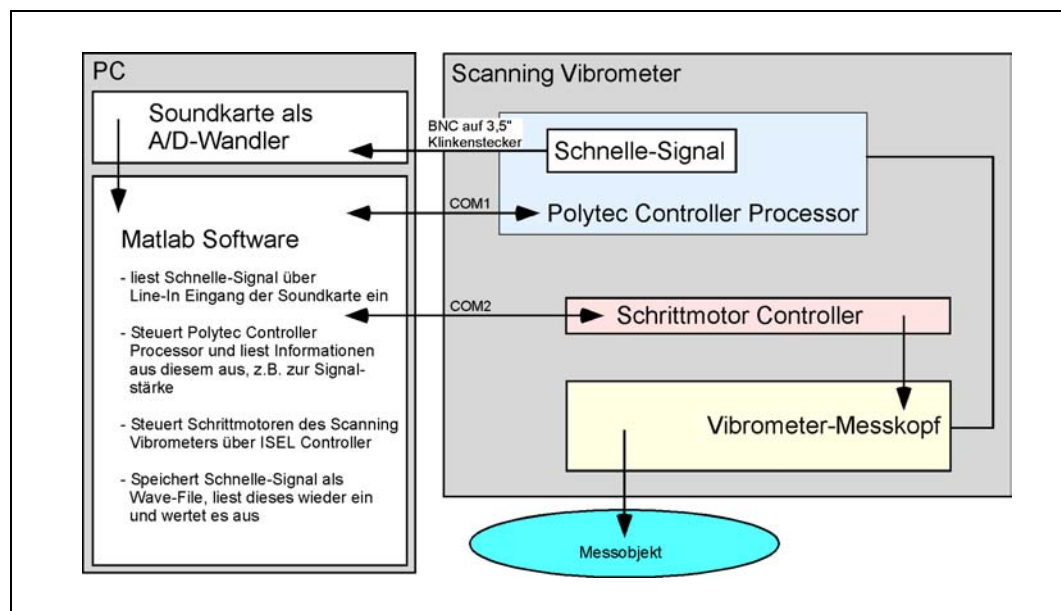 PC
Soundkarte als
A/D-Wandler
Matlab Software
- liest Schnelle-Signal über
Line-In Eingang der Soundkarte ein
- Steuert Polytec Controller
Processor und liest Informationen
aus diesem aus, z.B. zur Signal-
stärke
- Steuert Schrittmotoren des Scanning
Vibrometers über ISEL Controller
- Speichert Schnelle-Signal als
Wave-File, liest dieses wieder ein
und wertet es aus
BNC auf 3,5"
Klinkenstecker
COM1
COM2
Scanning Vibrometer
Schnelle-Signal
Polytec Controller Processor
Schrittmotor Controller
Vibrometer-Messkopf
Messobjekt